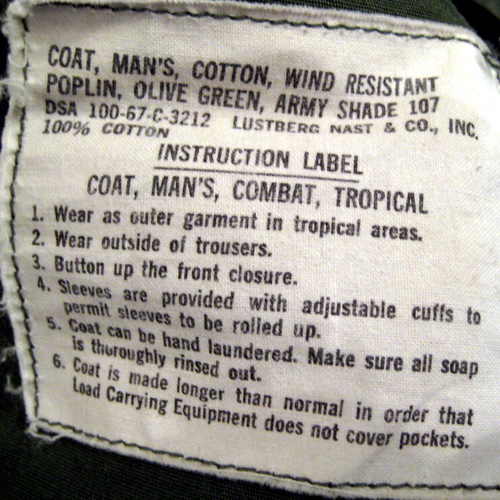 COAT, MAN'S, COTTON, WIND RESISTANT
POPLIN, OLIVE GREEN, ARMY SHADE 107
DSA 100-67-C-3212 LUSTBERG NAST & CO., INC.
100% COTTON
INSTRUCTION LABEL
COAT, MAN'S, COMBAT, TROPICAL
1. Wear as outer garment in tropical areas.
2. Wear outside of trousers.
3. Button up the front closure.
4. Sleeves are provided with adjustable cuffs to
permit sleeves to be rolled up.
5. Coat can be hand laundered. Make sure all soap
is thoroughly rinsed out.
6. Coat is made longer than normal in order that
Load Carrying Equipment does not cover pockets.